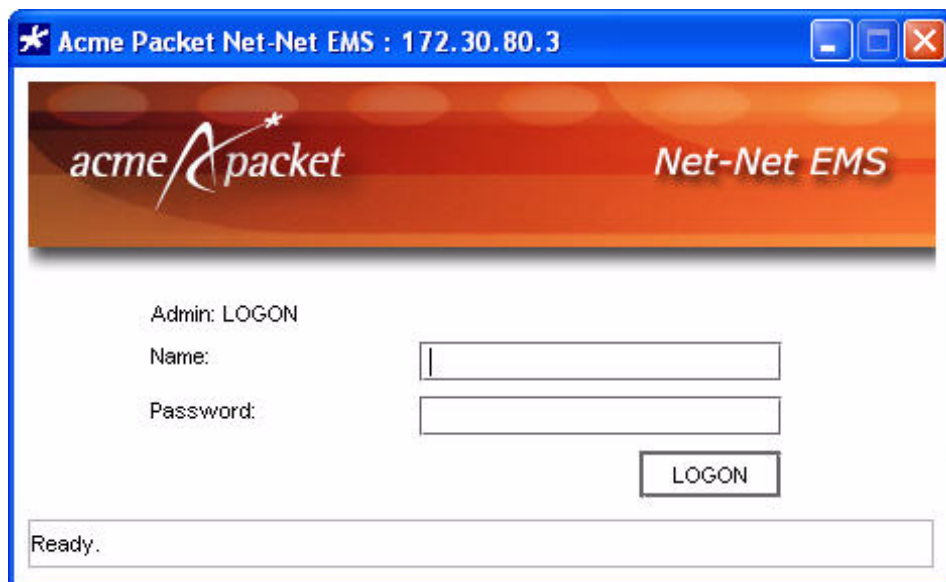 Acme Packet Net-Net EMS : 172.30.80.3
acme packet
Net-Net EMS
Admin: LOGON
Name:
Password:
LOGON
Ready.